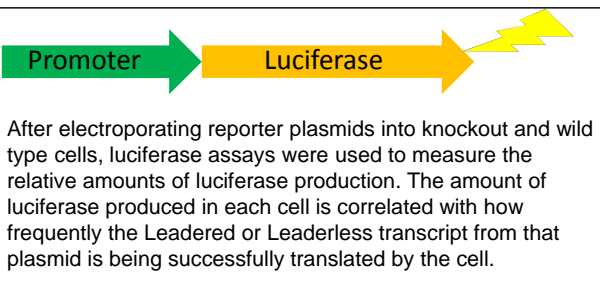 Promoter Luciferase
After electroporating reporter plasmids into knockout and wild
type cells, luciferase assays were used to measure the
relative amounts of luciferase production. The amount of
luciferase produced in each cell is correlated with how
frequently the Leadered or Leaderless transcript from that
plasmid is being successfully translated by the cell.